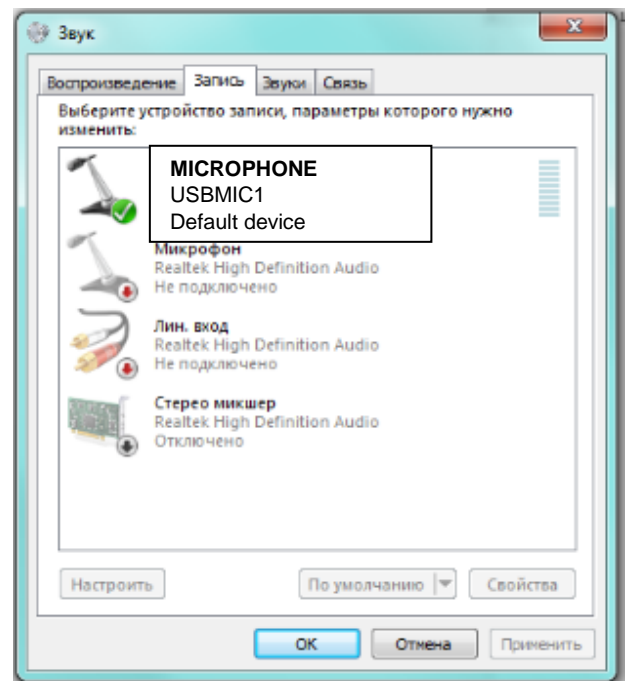 Звук
Воспроизведение Запись Звуки Связь
Выберите устройство записи, параметры которого нужно
изменить:
MICROPHONE
USBMIC1
Default device
Микрофон
Realtek High Definition Audio
Не подключено
Лин. вход
Realtek High Definition Audio
Не подключено
Стерео микшер
Realtek High Definition Audio
Отключено
Настроить По умолчанию Свойства
OK Отмена Применить